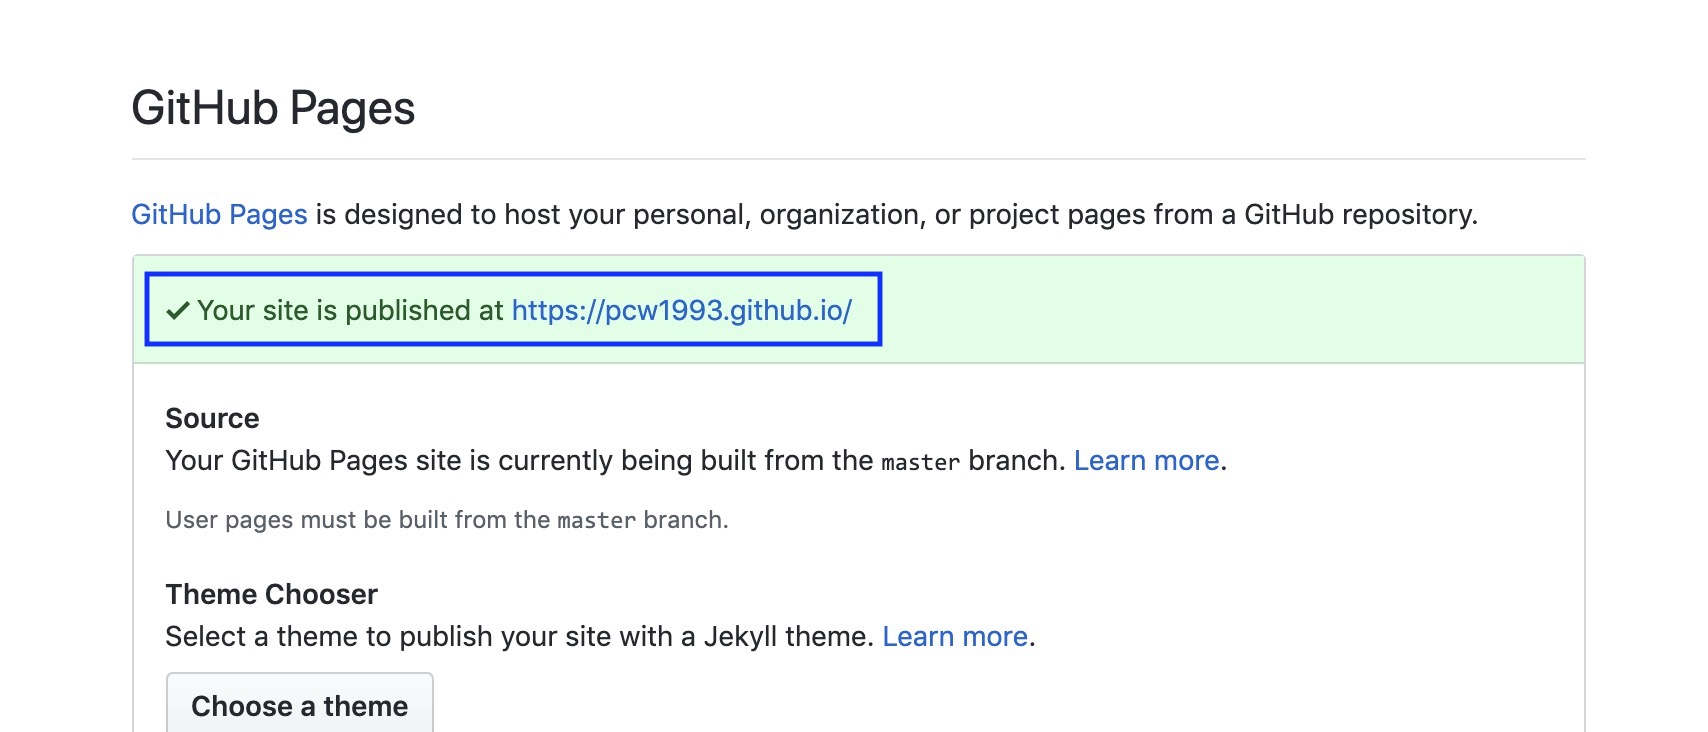 GitHub Pages
GitHub Pages is designed to host your personal, organization, or project pages from a GitHub repository.
✓ Your site is published at https://pcw1993.github.io/
Source
Your GitHub Pages site is currently being built from the master branch. Learn more.
User pages must be built from the master branch.
Theme Chooser
Select a theme to publish your site with a Jekyll theme. Learn more.
Choose a theme